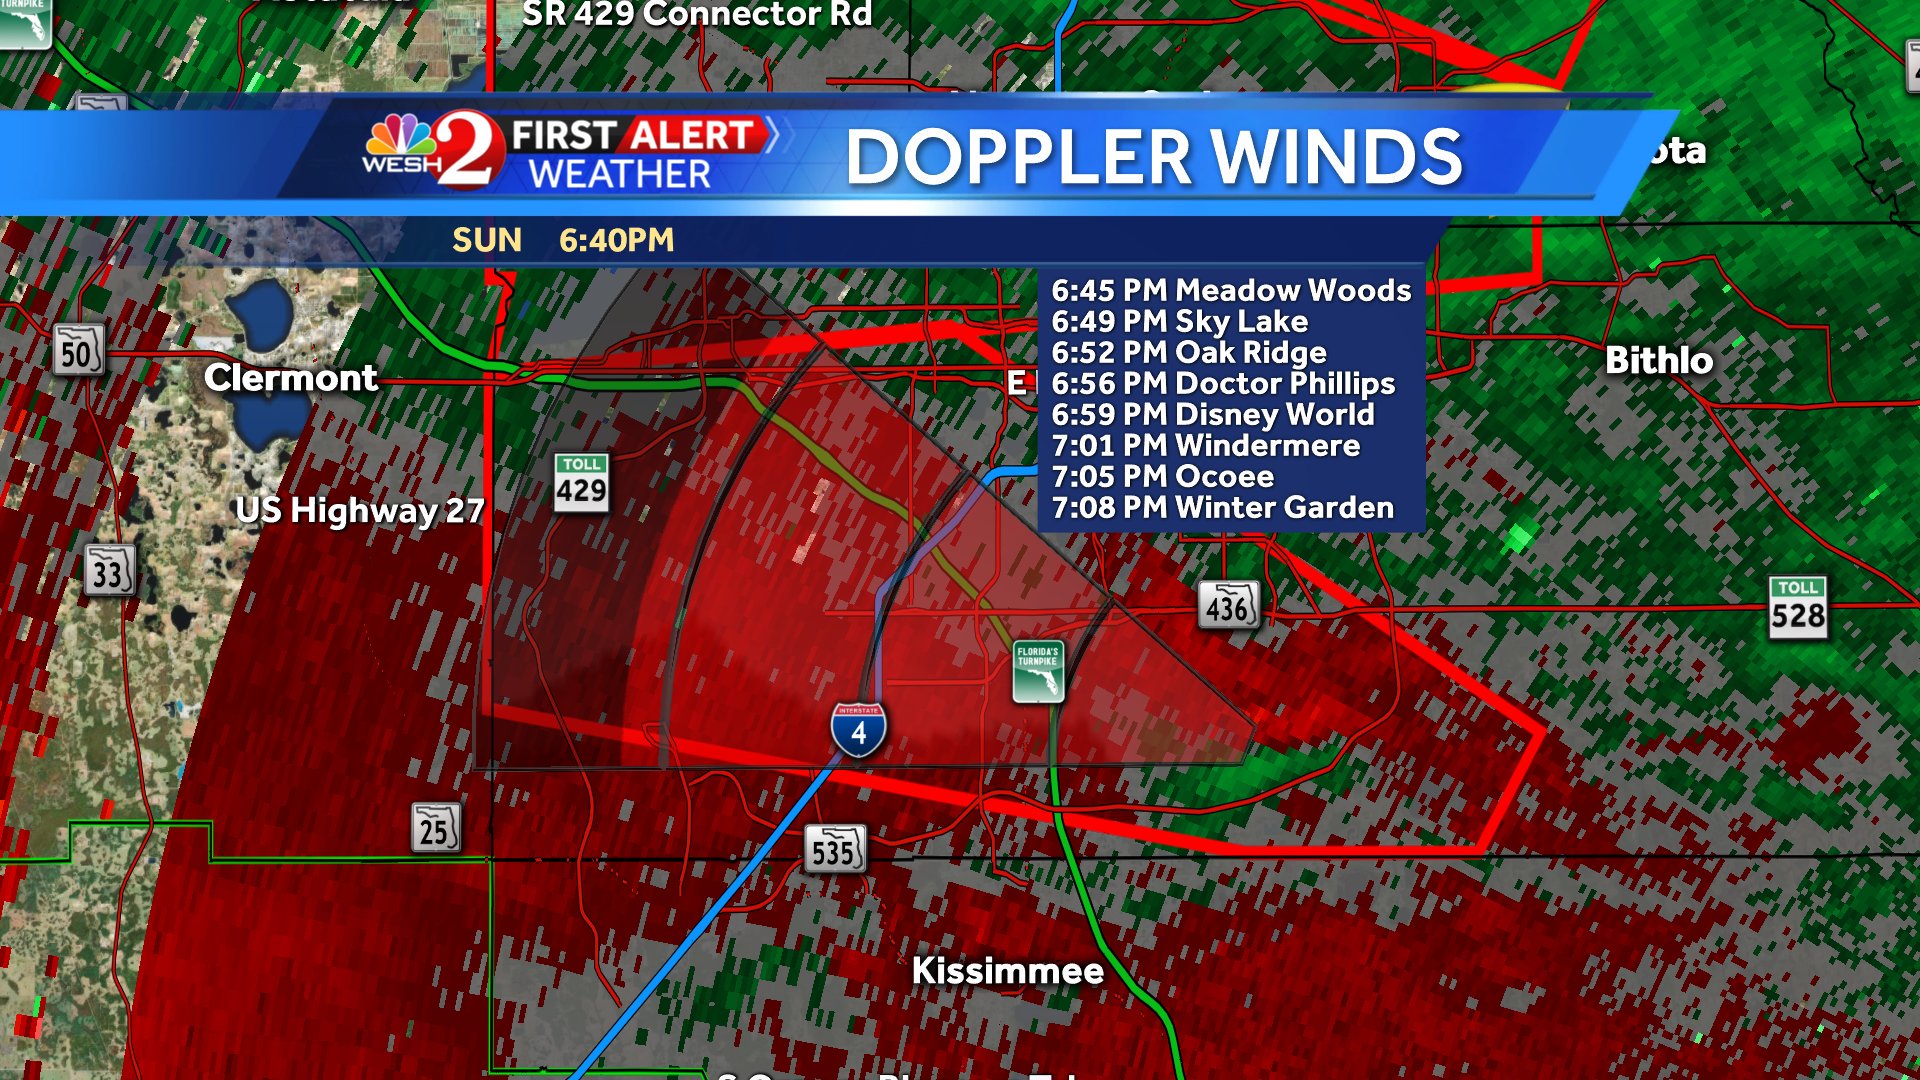 TURNPIKE
SR 429 Connector Rd
WESH 2 FIRST ALERT
WEATHER
DOPPLER WINDS
SUN 6:40PM
6:45 PM Meadow Woods
6:49 PM Sky Lake
6:52 PM Oak Ridge
6:56 PM Doctor Phillips
6:59 PM Disney World
7:01 PM Windermere
7:05 PM Ocoee
7:08 PM Winter Garden
50
Clermont
E
Bithlo
TOLL
429
US Highway 27
33
436
TOLL
528
FLORIDA'S
TURNPIKE
INTERSTATE
4
25
535
Kissimmee